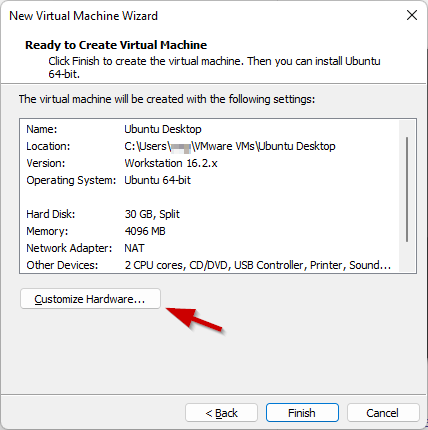 New Virtual Machine Wizard
Ready to Create Virtual Machine
Click Finish to create the virtual machine. Then you can install Ubuntu
64-bit.
The virtual machine will be created with the following settings:
Name: Ubuntu Desktop
Location: C:\Users\ \VMware VMs\Ubuntu Desktop
Version: Workstation 16.2.x
Operating System: Ubuntu 64-bit
Hard Disk: 30 GB, Split
Memory: 4096 MB
Network Adapter: NAT
Other Devices: 2 CPU cores, CD/DVD, USB Controller, Printer, Sound...
Customize Hardware...
< Back Finish Cancel